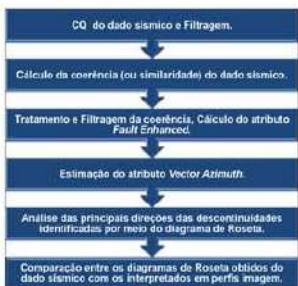 CQ do dado sísmico e Filtragem.
Cálculo da coerência (ou similaridade) do dado sísmico.
Tratamento e Filtragem da coerência, Cálculo do atributo
Fault Enhanced.
Estimação do atributo Vector Azimuth.
Análise das principais direções das descontinuidades
identificadas por meio do diagrama de Roseta.
Comparação entre os diagramas de Roseta obtidos do
dado sísmico com os interpretados em perfis imagem.